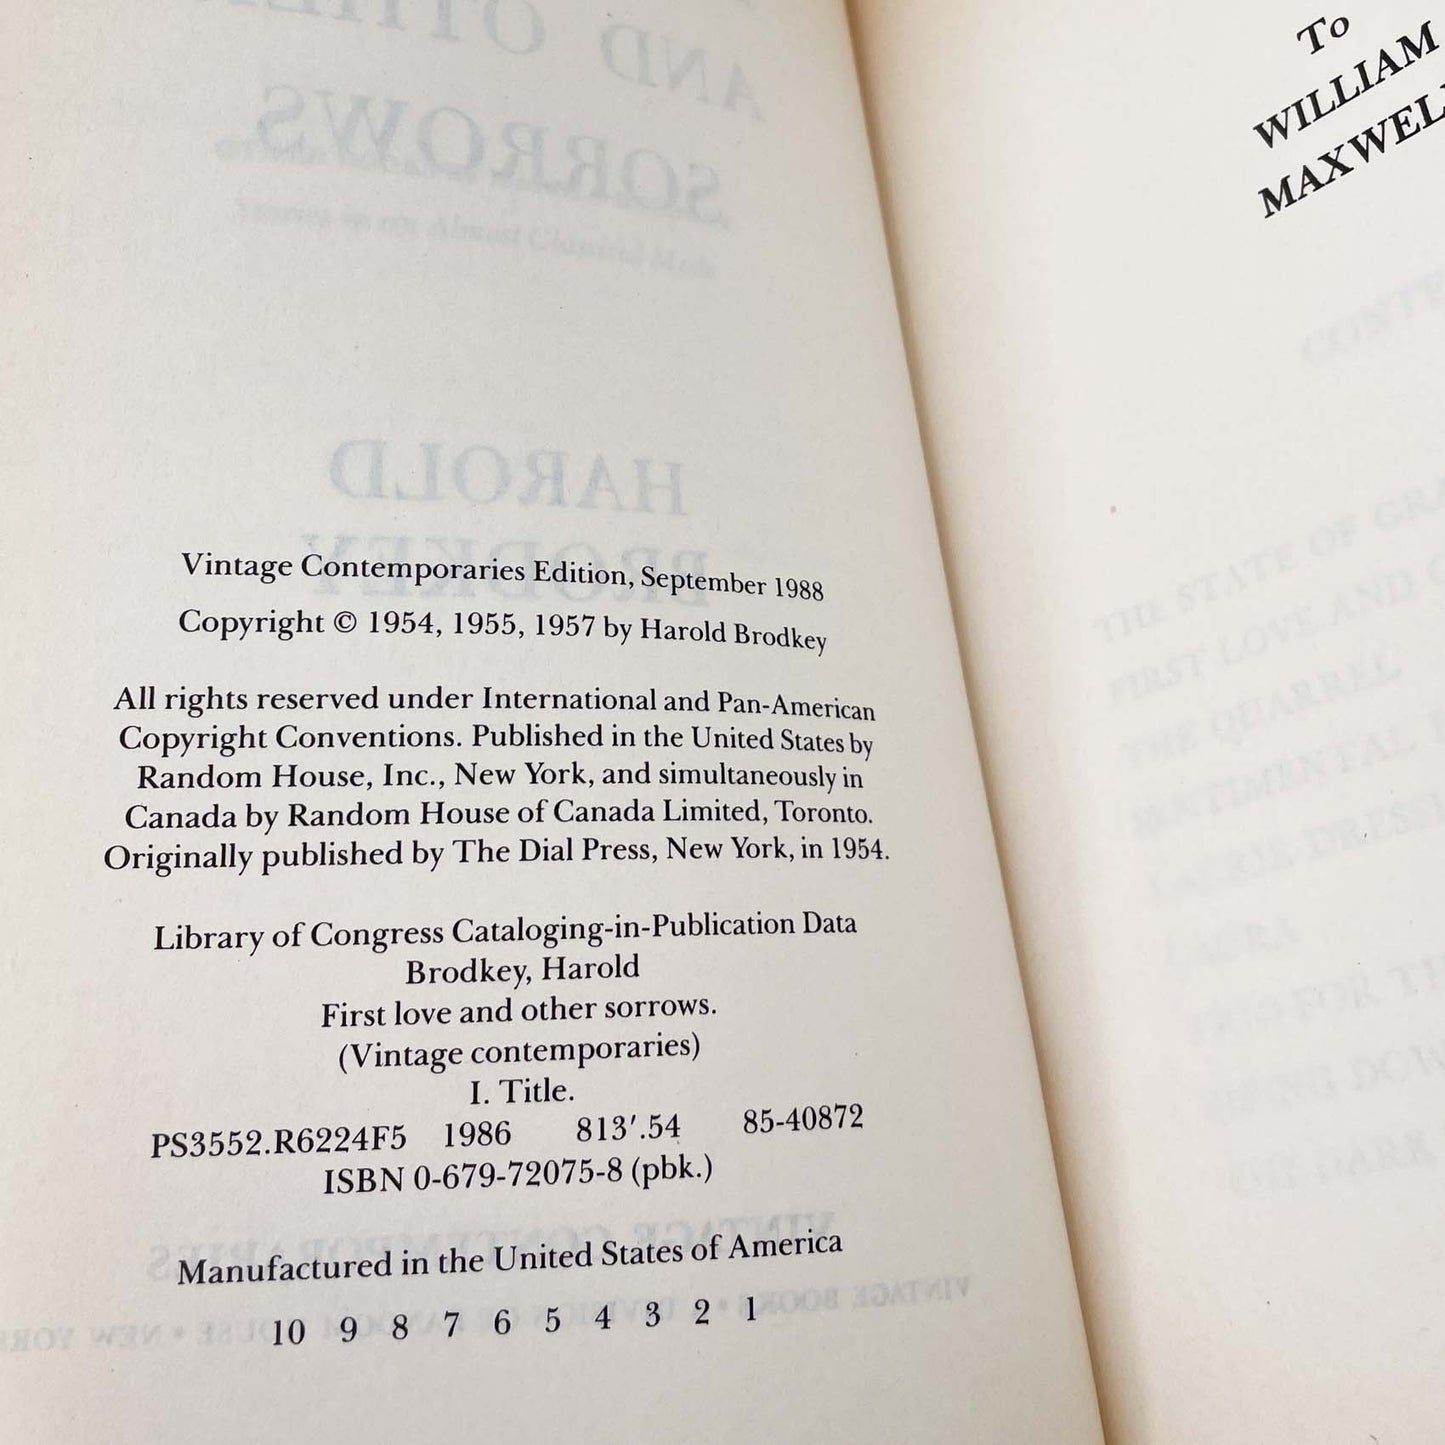 Vintage Contemporaries Edition, September 1988
Copyright © 1954, 1955, 1957 by Harold Brodkey
All rights reserved under International and Pan-American
Copyright Conventions. Published in the United States by
Random House, Inc., New York, and simultaneously in
Canada by Random House of Canada Limited, Toronto.
Originally published by The Dial Press, New York, in 1954.
Library of Congress Cataloging-in-Publication Data
Brodkey, Harold
First love and other sorrows.
(Vintage contemporaries)
I. Title.
PS3552.R6224F5 1986 813′.54 85-40872
ISBN 0-679-72075-8 (pbk.)
Manufactured in the United States of America
10 9 8 7 6 5 4 3 2 1
To
WILLIAM
MAXWELL